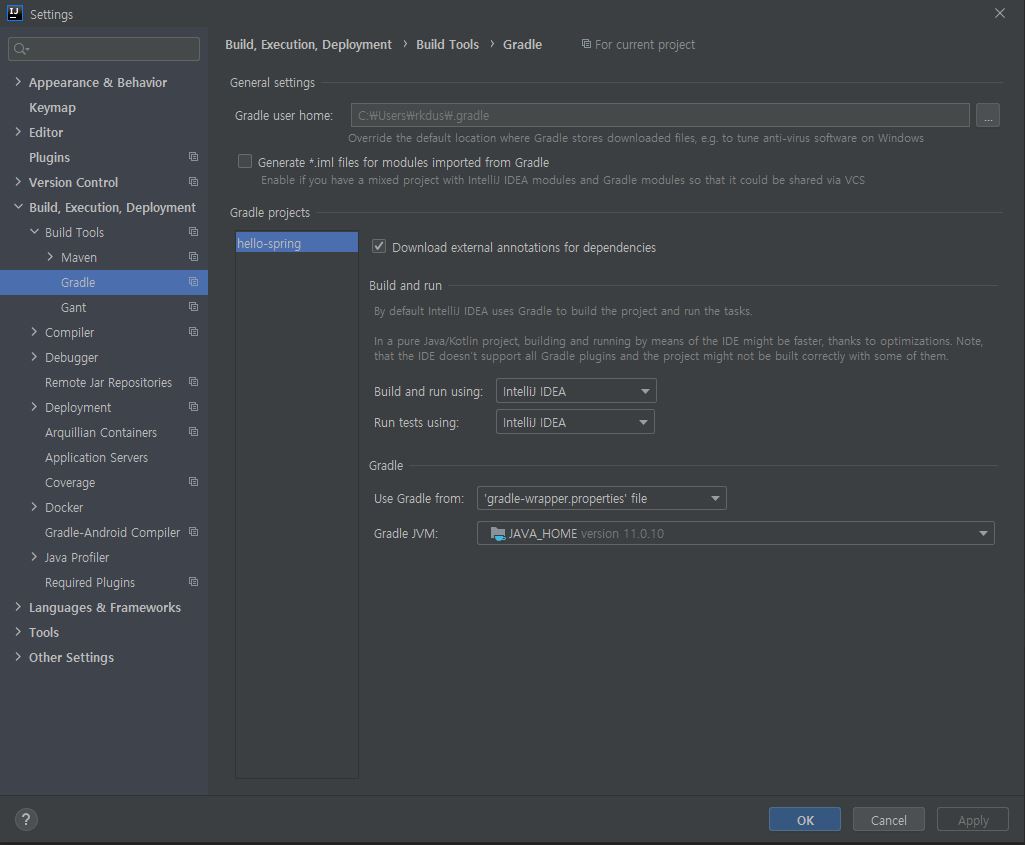 IJ
Settings
Build, Execution, Deployment › Build Tools › Gradle
For current project
Appearance & Behavior
Keymap
Editor
Plugins
Version Control
Build, Execution, Deployment
Build Tools
Maven
Gradle
Gant
Compiler
Debugger
Remote Jar Repositories
Deployment
Arquillian Containers
Application Servers
Coverage
Docker
Gradle-Android Compiler
Java Profiler
Required Plugins
Languages & Frameworks
Tools
Other Settings
General settings
Gradle user home: C:₩Users₩rkdus₩.gradle ...
Override the default location where Gradle stores downloaded files, e.g. to tune anti-virus software on Windows
Generate *.iml files for modules imported from Gradle
Enable if you have a mixed project with IntelliJ IDEA modules and Gradle modules so that it could be shared via VCS
Gradle projects
hello-spring
Download external annotations for dependencies
Build and run
By default IntelliJ IDEA uses Gradle to build the project and run the tasks.
In a pure Java/Kotlin project, building and running by means of the IDE might be faster, thanks to optimizations. Note,
that the IDE doesn't support all Gradle plugins and the project might not be built correctly with some of them.
Build and run using: IntelliJ IDEA
Run tests using: IntelliJ IDEA
Gradle
Use Gradle from: 'gradle-wrapper.properties' file
Gradle JVM: JAVA_HOME version 11.0.10
?
OK
Cancel
Apply